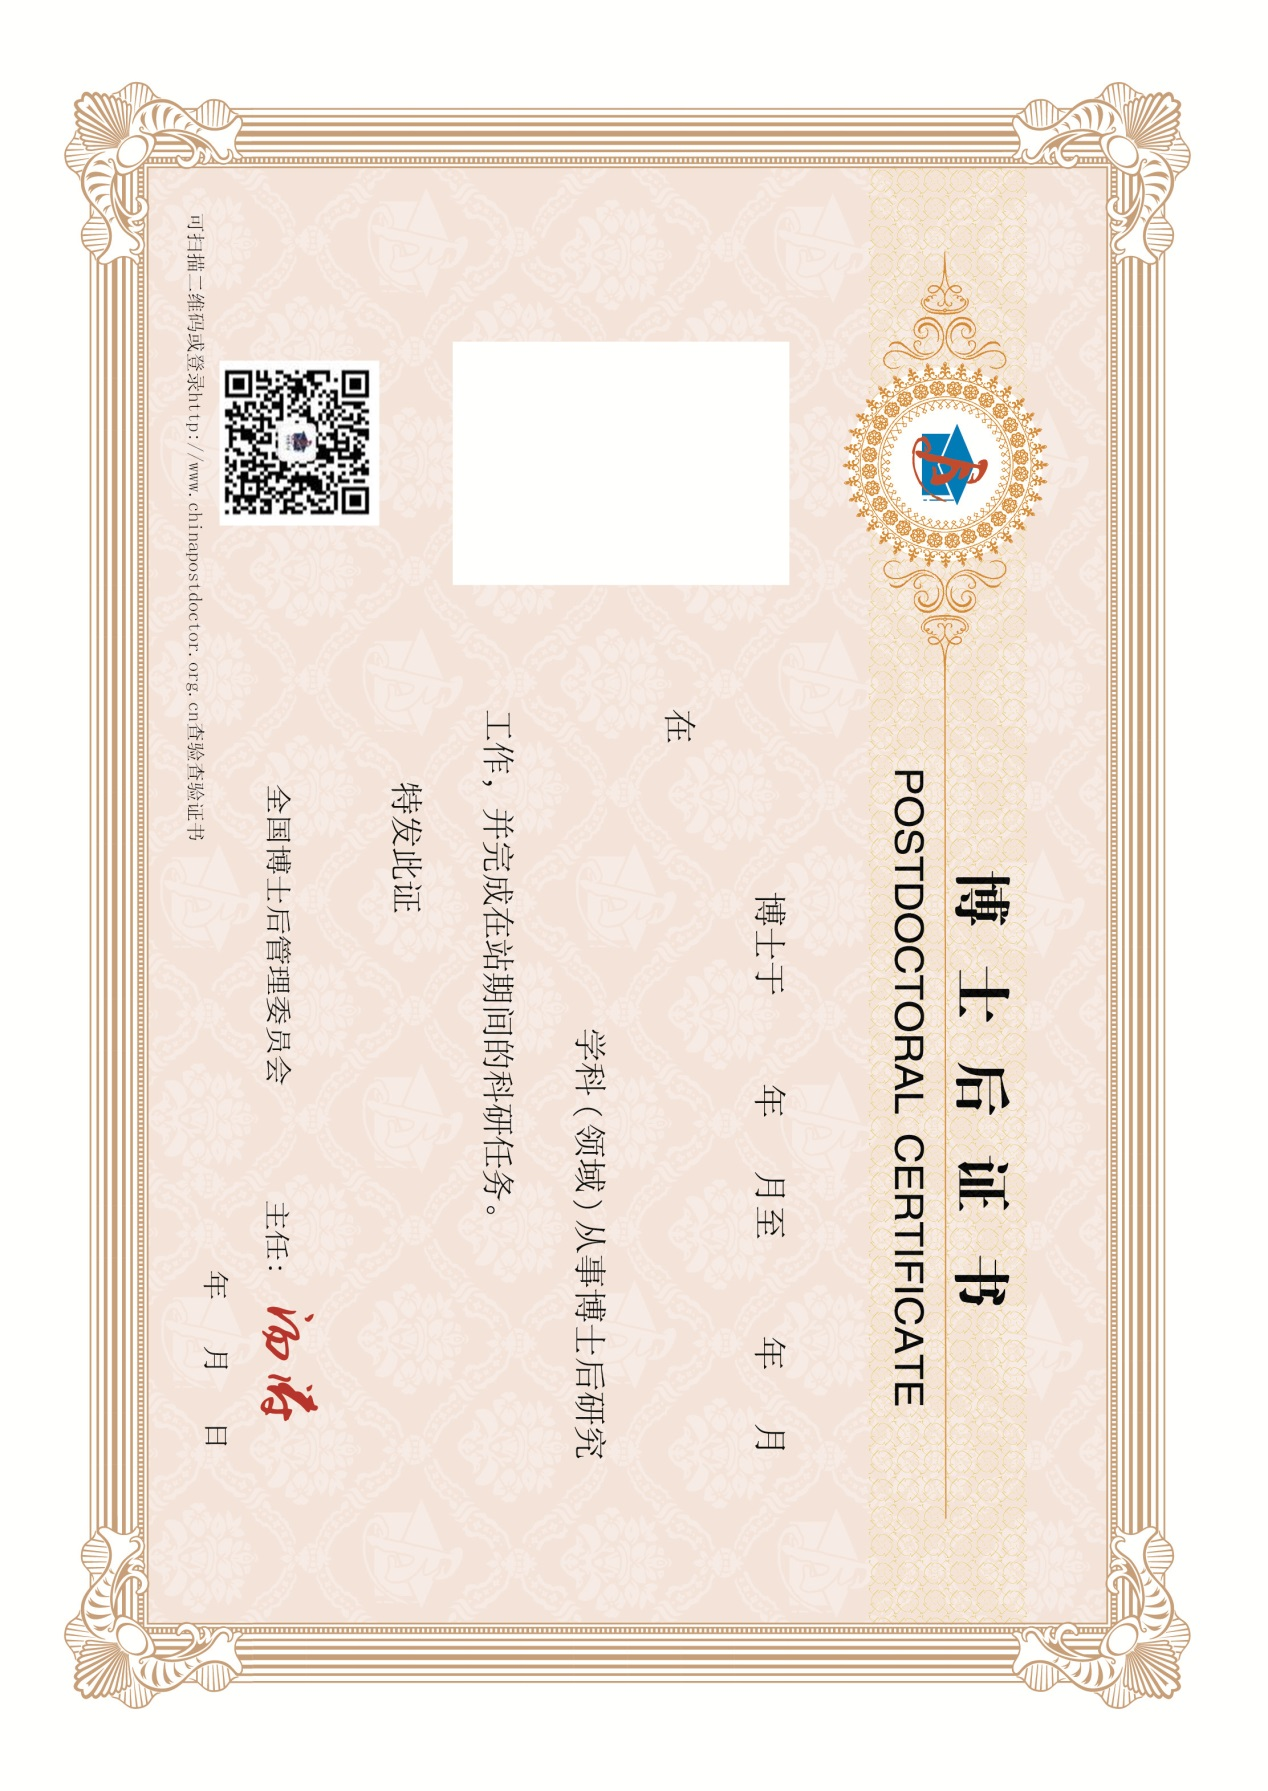 博士后证书
POSTDOCTORAL CERTIFICATE
博士于 年 月至 年 月
在
学科（领域）从事博士后研究
工作，并完成在站期间的科研任务。
特发此证
全国博士后管理委员会 主任：
年 月 日
可扫描二维码或登录http://www.chinapostdoctor.org.cn查验查验证书